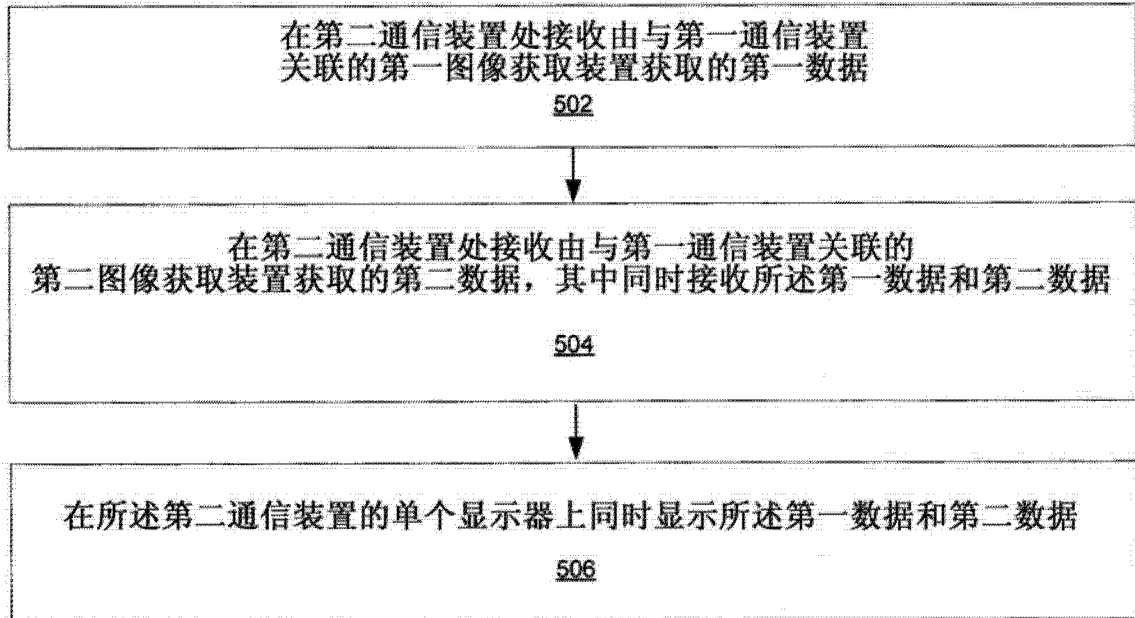 在第二通信装置处接收由与第一通信装置
关联的第一图像获取装置获取的第一数据
502
在第二通信装置处接收由与第一通信装置关联的
第二图像获取装置获取的第二数据，其中同时接收所述第一数据和第二数据
504
在所述第二通信装置的单个显示器上同时显示所述第一数据和第二数据
506